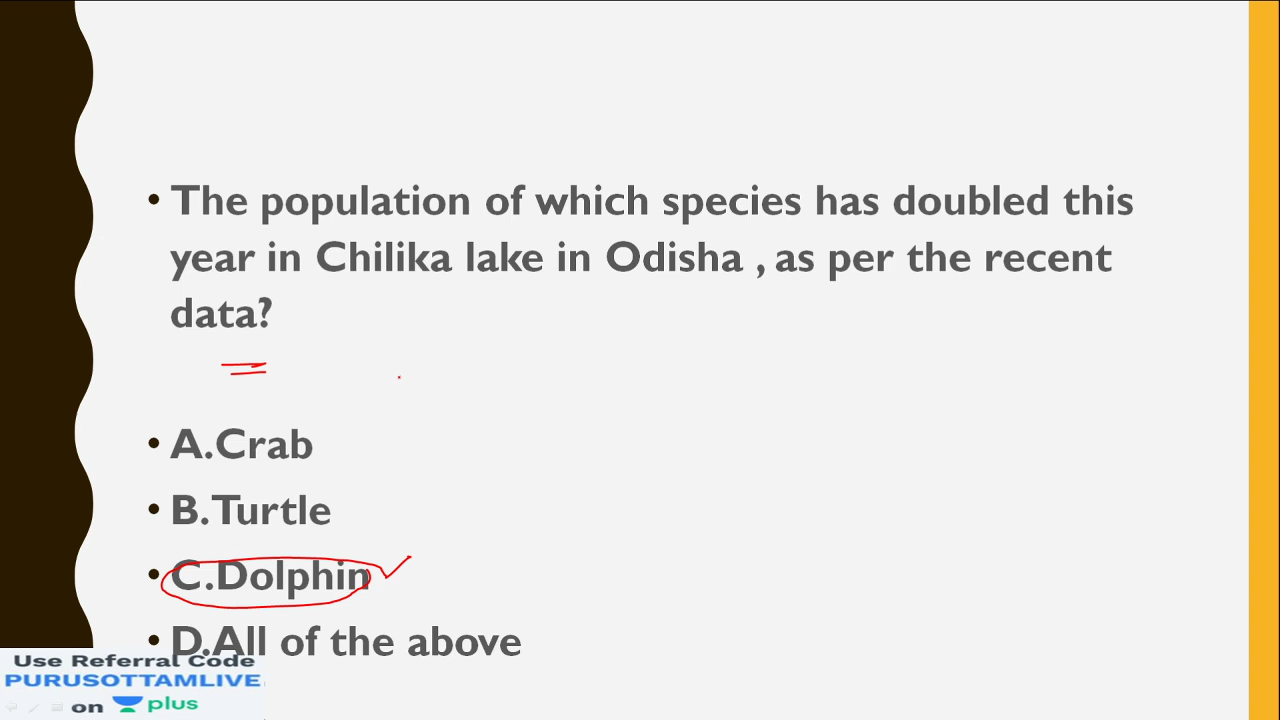 • The population of which species has doubled this
year in Chilika lake in Odisha , as per the recent
data?
• A.Crab
• B.Turtle
• C.Dolphin
• D.All of the above
Use Referral Code
PURUSOTTAMLIVE
on plus